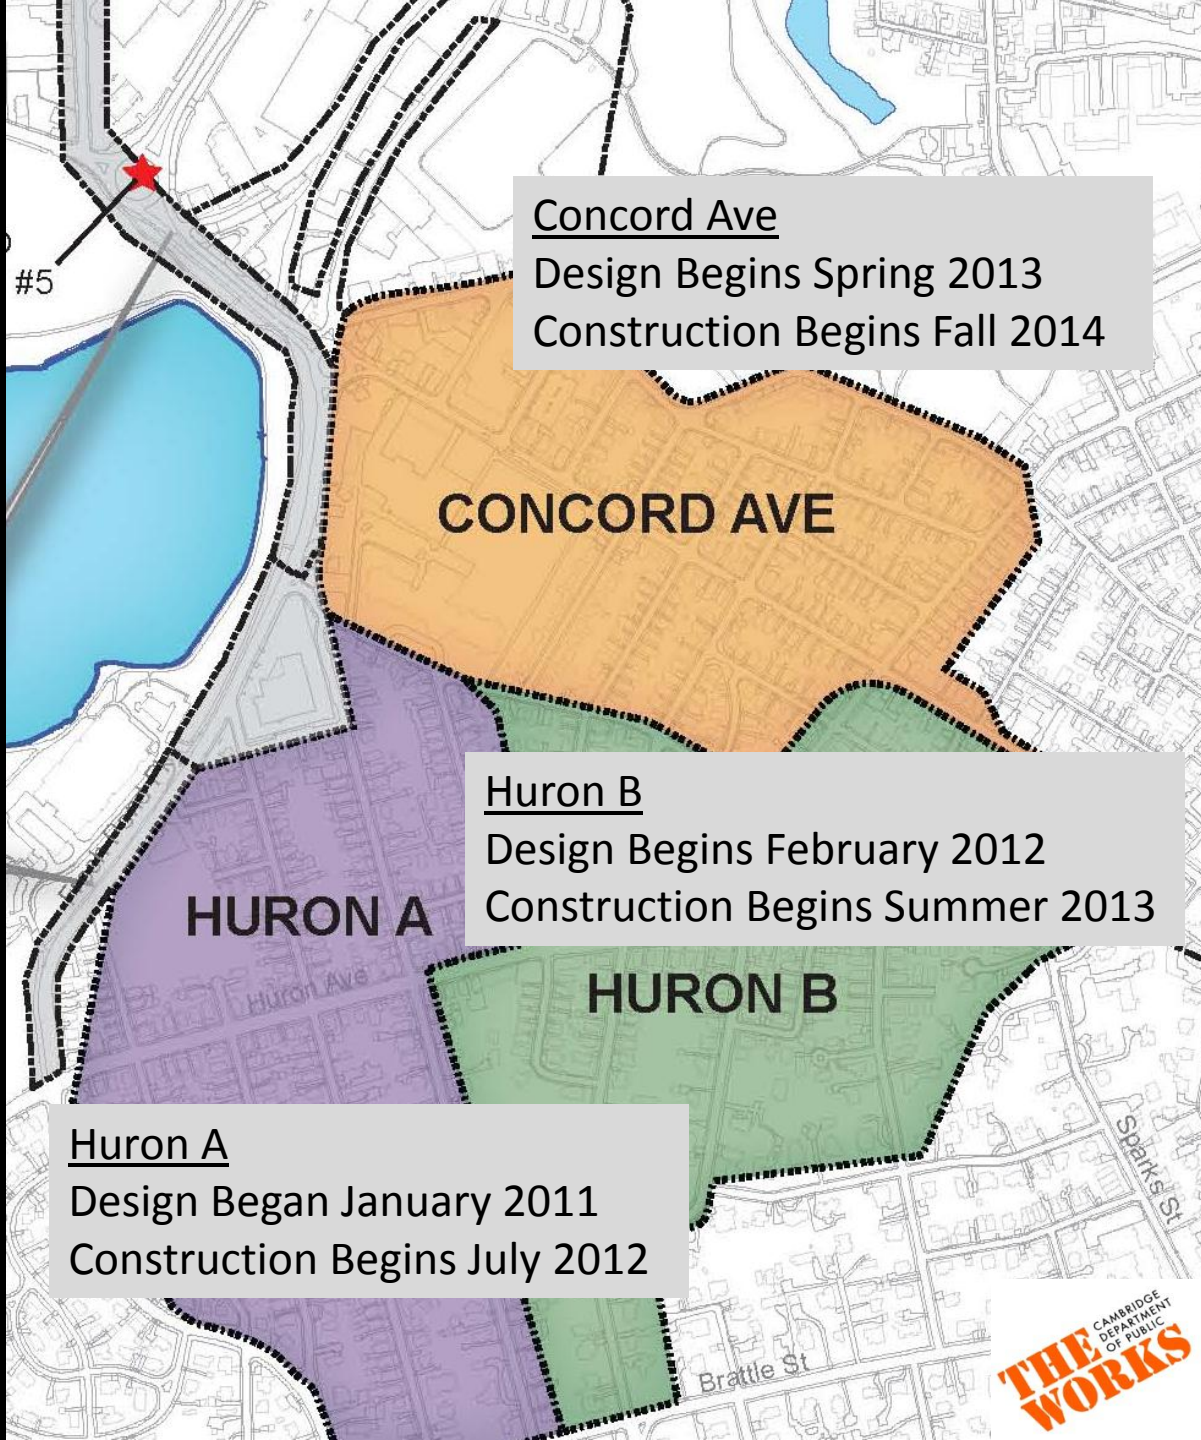 #5
Concord Ave
Design Begins Spring 2013
Construction Begins Fall 2014
CONCORD AVE
Huron B
Design Begins February 2012
Construction Begins Summer 2013
HURON A
Huron Ave
HURON B
Huron A
Design Began January 2011
Construction Begins July 2012
Sparks St
Brattle St
CAMBRIDGE
DEPARTMENT
OF PUBLIC
THE
WORKS